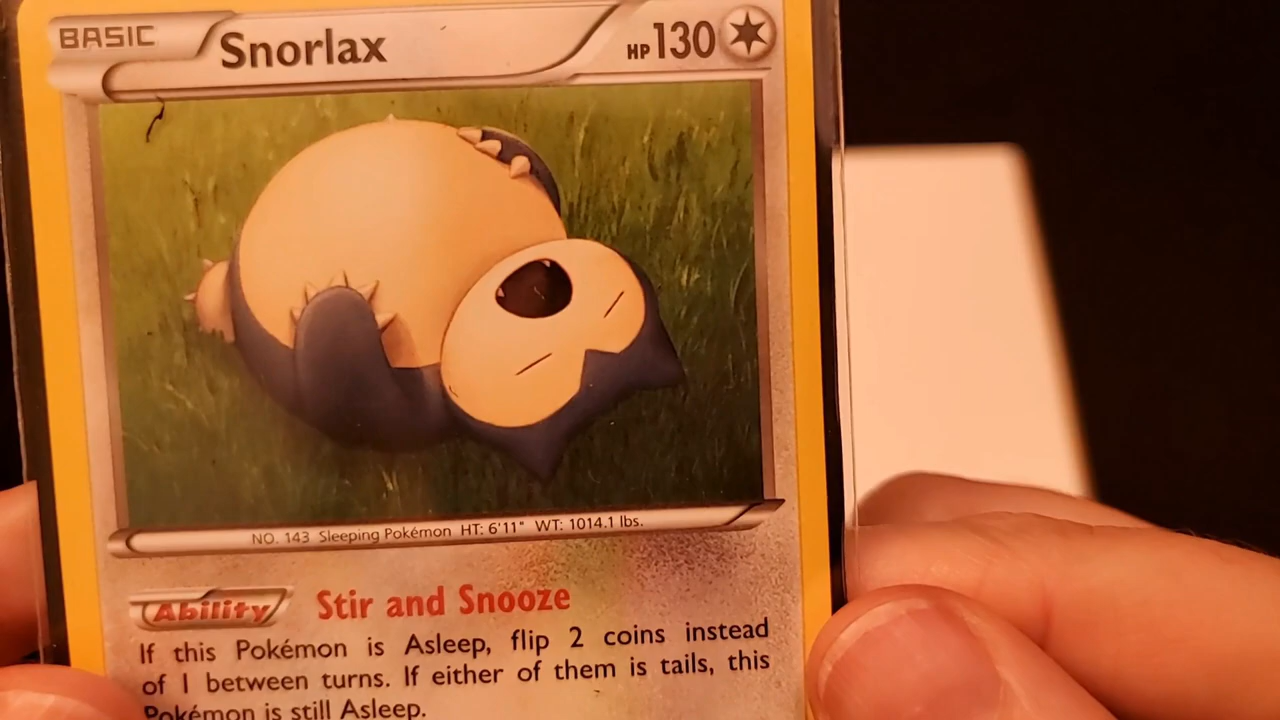 BASIC Snorlax HP 130
NO. 143 Sleeping Pokémon HT: 6'11" WT: 1014.1 lbs.
Ability Stir and Snooze
If this Pokémon is Asleep, flip 2 coins instead
of 1 between turns. If either of them is tails, this
Pokémon is still Asleep.